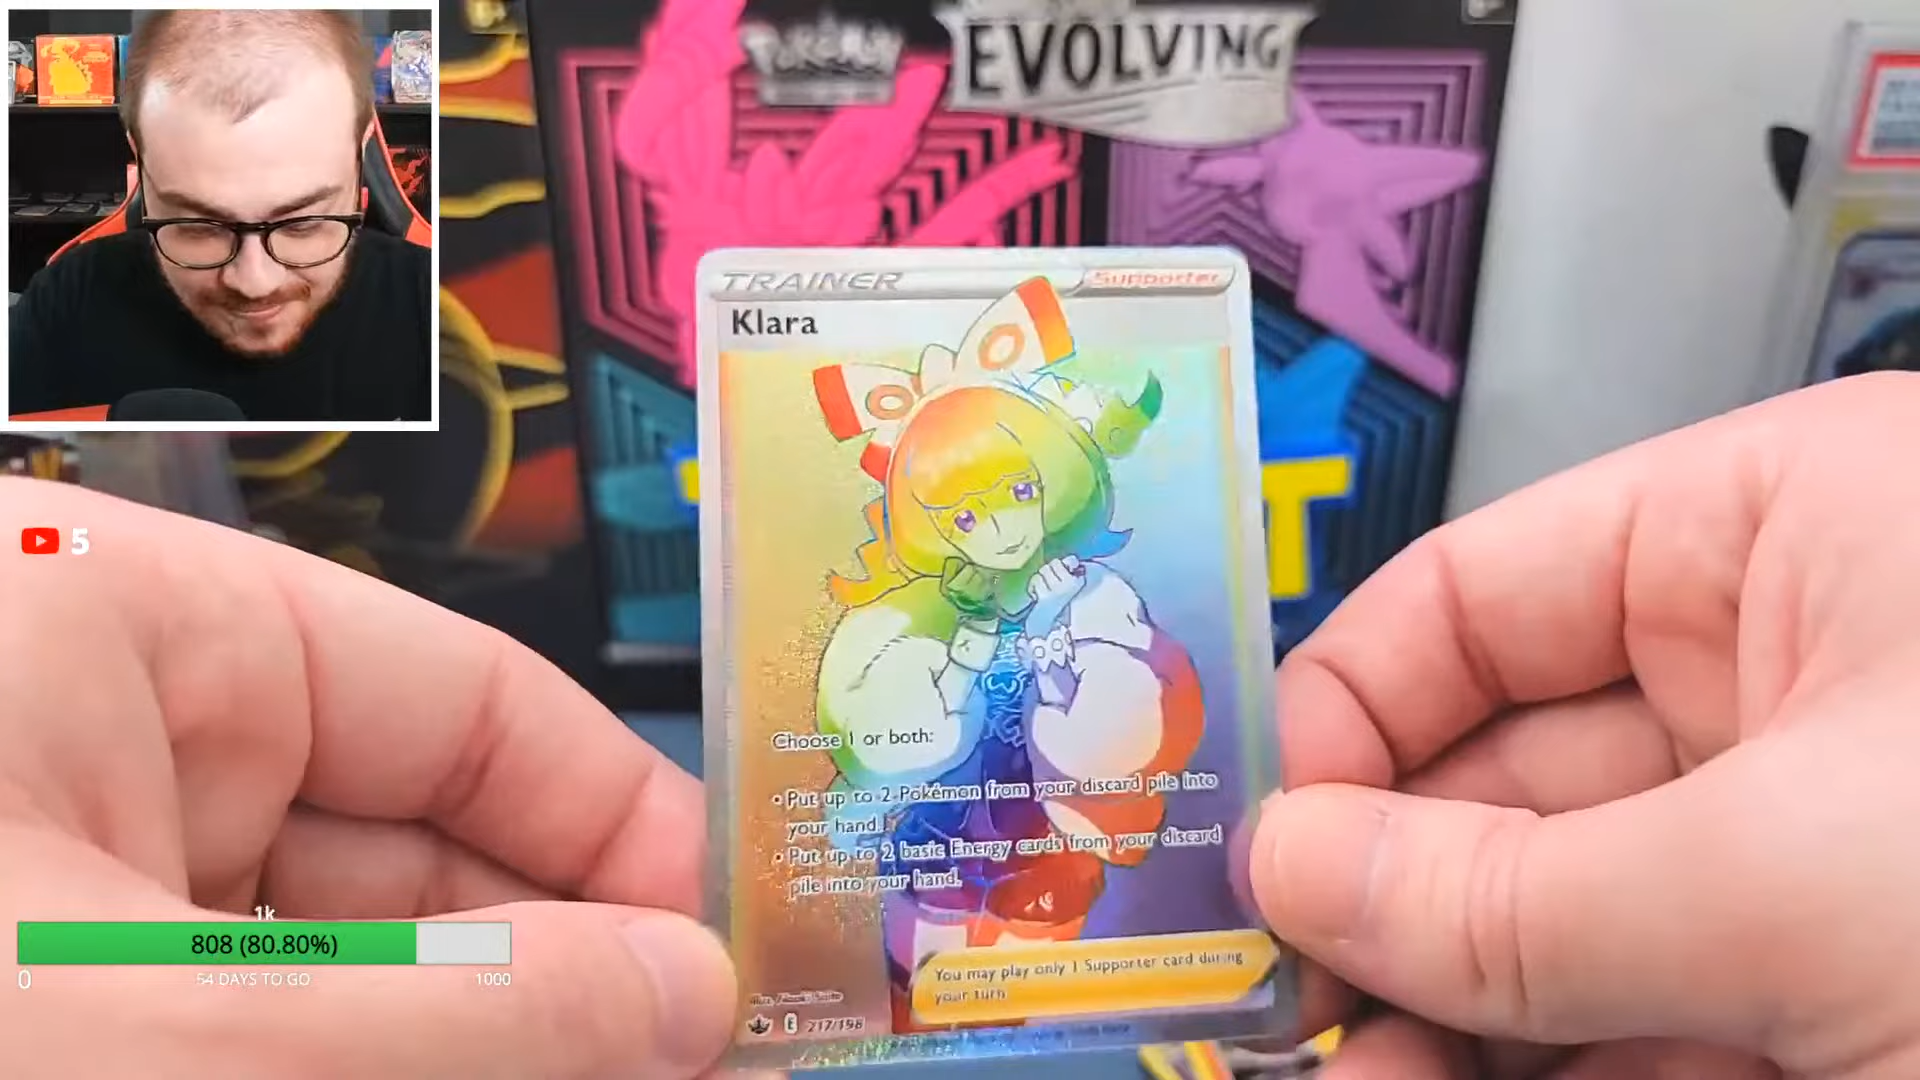 POKÉMON
EVOLVING
TRAINER
Supporter
Klara
T
5
Choose 1 or both:
• Put up to 2 Pokémon from your discard pile into
your hand.
• Put up to 2 basic Energy cards from your discard
pile into your hand.
1k
808 (80.80%)
0
54 DAYS TO GO
1000
You may play only 1 Supporter card during
your turn.
E
217/198